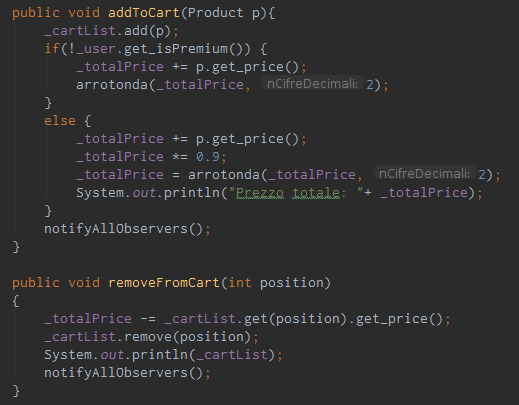 public void addToCart(Product p){
    _cartList.add(p);
    if(!_user.get_isPremium()) {
        _totalPrice += p.get_price();
        arrotonda(_totalPrice, nCifreDecimali: 2);
    }
    else {
        _totalPrice += p.get_price();
        _totalPrice *= 0.9;
        _totalPrice = arrotonda(_totalPrice, nCifreDecimali: 2);
        System.out.println("Prezzo totale: "+ _totalPrice);
    }
    notifyAllObservers();
}
public void removeFromCart(int position)
{
    _totalPrice -= _cartList.get(position).get_price();
    _cartList.remove(position);
    System.out.println(_cartList);
    notifyAllObservers();
}